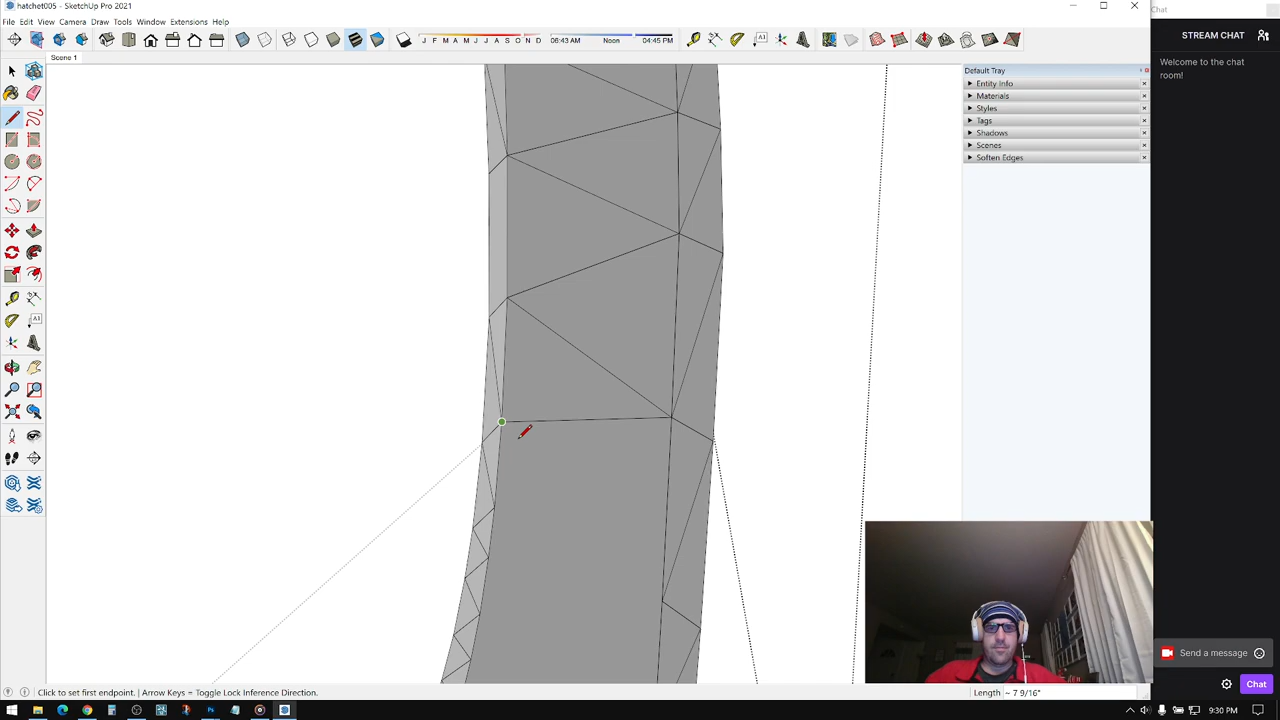 hatchet005 - SketchUp Pro 2021
Chat
File Edit View Camera Draw Tools Window Extensions Help
STREAM CHAT
J F M A M J J A S O N D
06:43 AM Noon 04:45 PM
Scene 1
Welcome to the chat room!
Default Tray
Entity Info
Materials
Styles
Tags
Shadows
Scenes
Soften Edges
Send a message
Click to set first endpoint. | Arrow Keys = Toggle Lock Inference Direction.
Length ~ 7 9/16"
Chat
9:30 PM